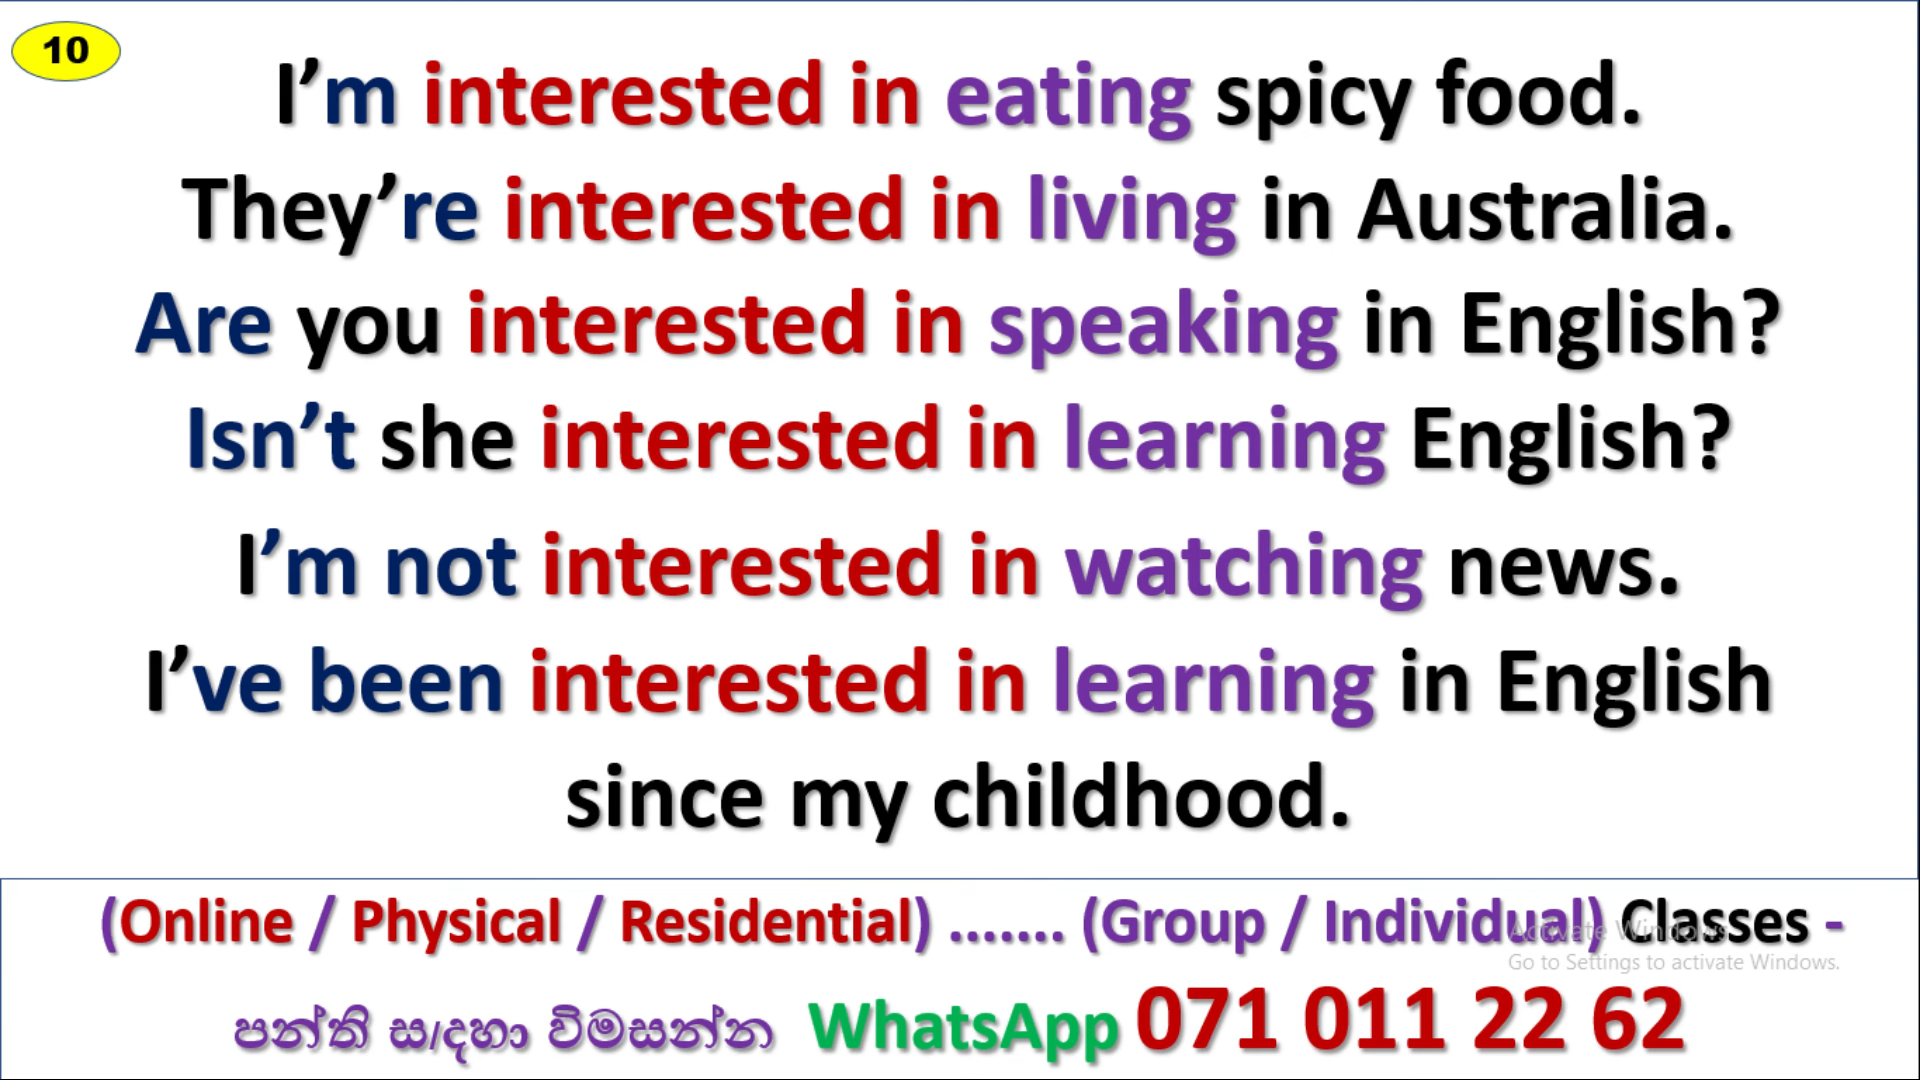 10
I’m interested in eating spicy food.
They’re interested in living in Australia.
Are you interested in speaking in English?
Isn’t she interested in learning English?
I’m not interested in watching news.
I’ve been interested in learning in English
since my childhood.
(Online / Physical / Residential) ....... (Group / Individual) Classes -
Activate Windows
Go to Settings to activate Windows.
පන්ති ස/දහා විමසන්න WhatsApp 071 011 22 62